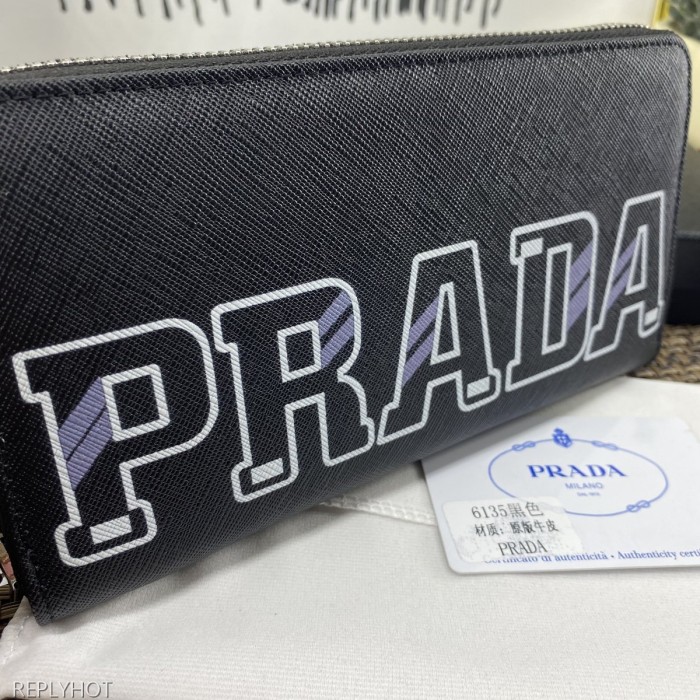 PRADA
PRADA
MILANO
DAL 1913
6135黑色
材质: 原版牛皮
PRADA
Certificato di autenticità · Authenticity certi
REPLYHOT